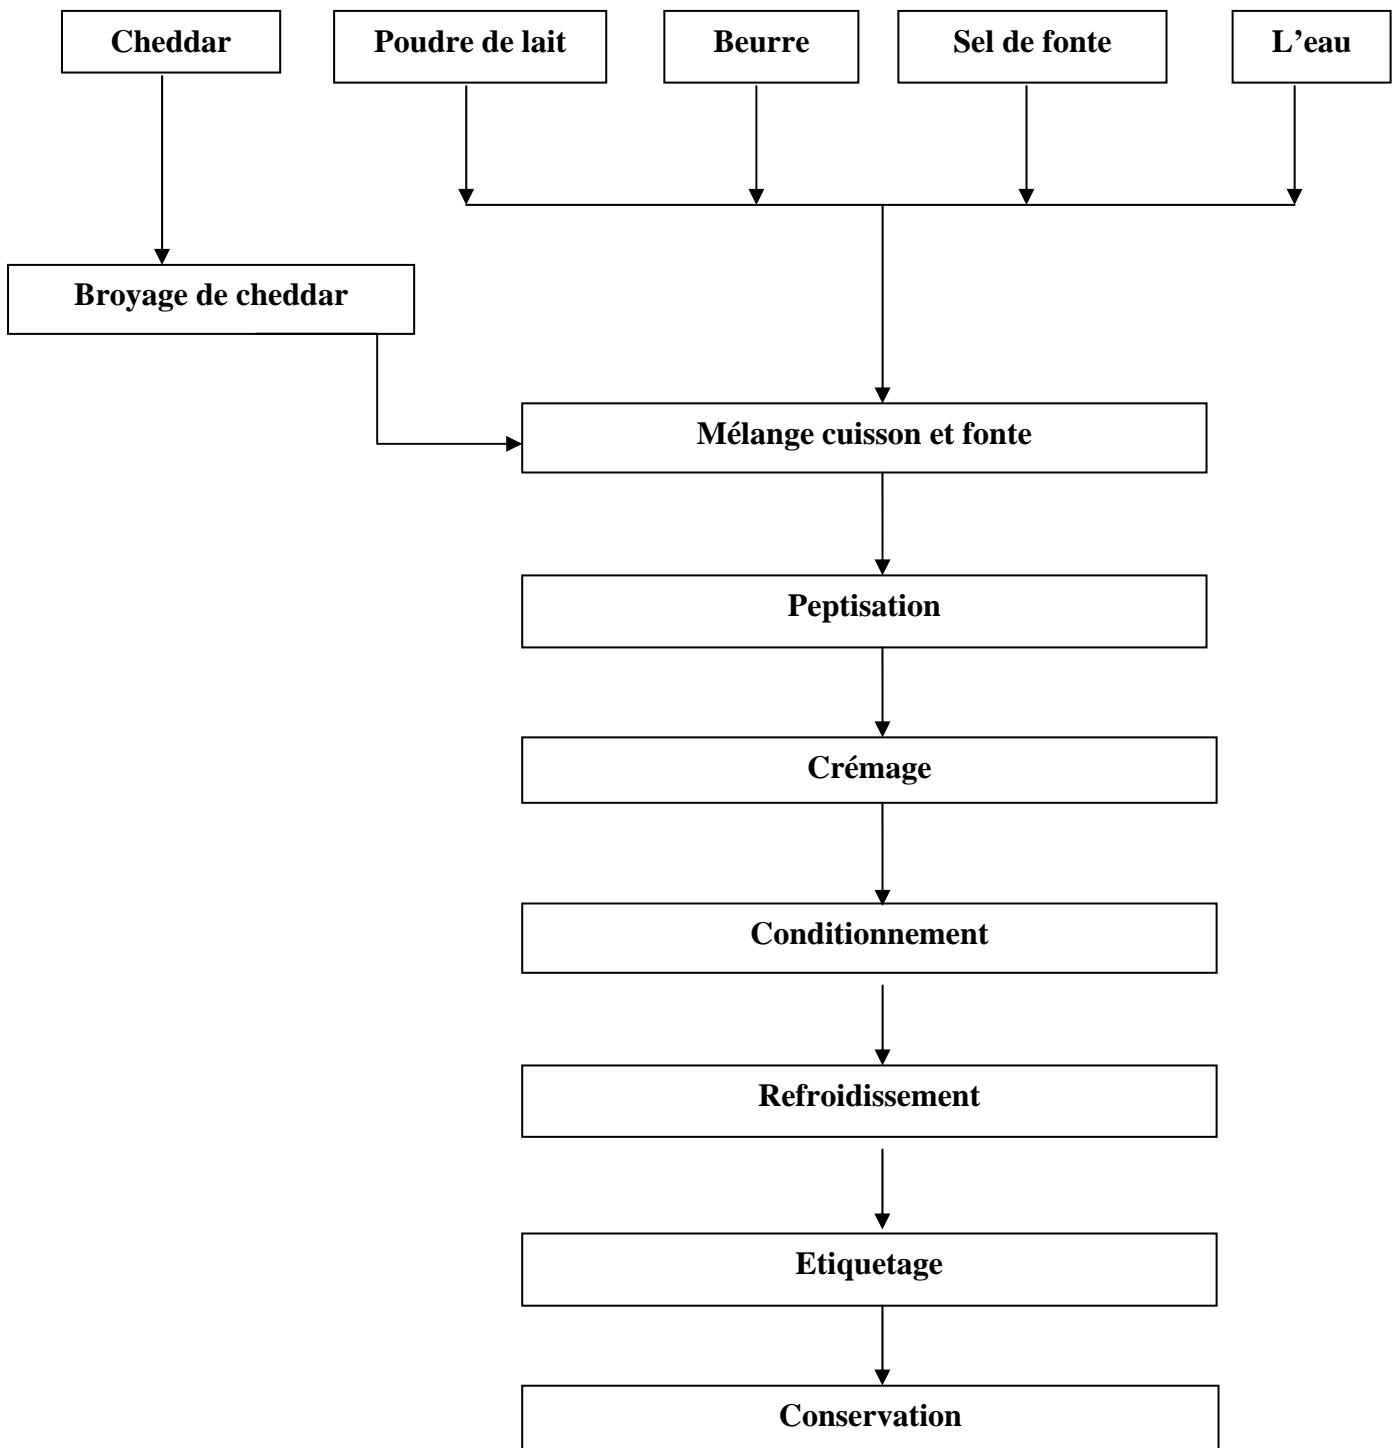 Cheddar
Poudre de lait
Beurre
Sel de fonte
L’eau
Broyage de cheddar
Mélange cuisson et fonte
Peptisation
Crémage
Conditionnement
Refroidissement
Etiquetage
Conservation